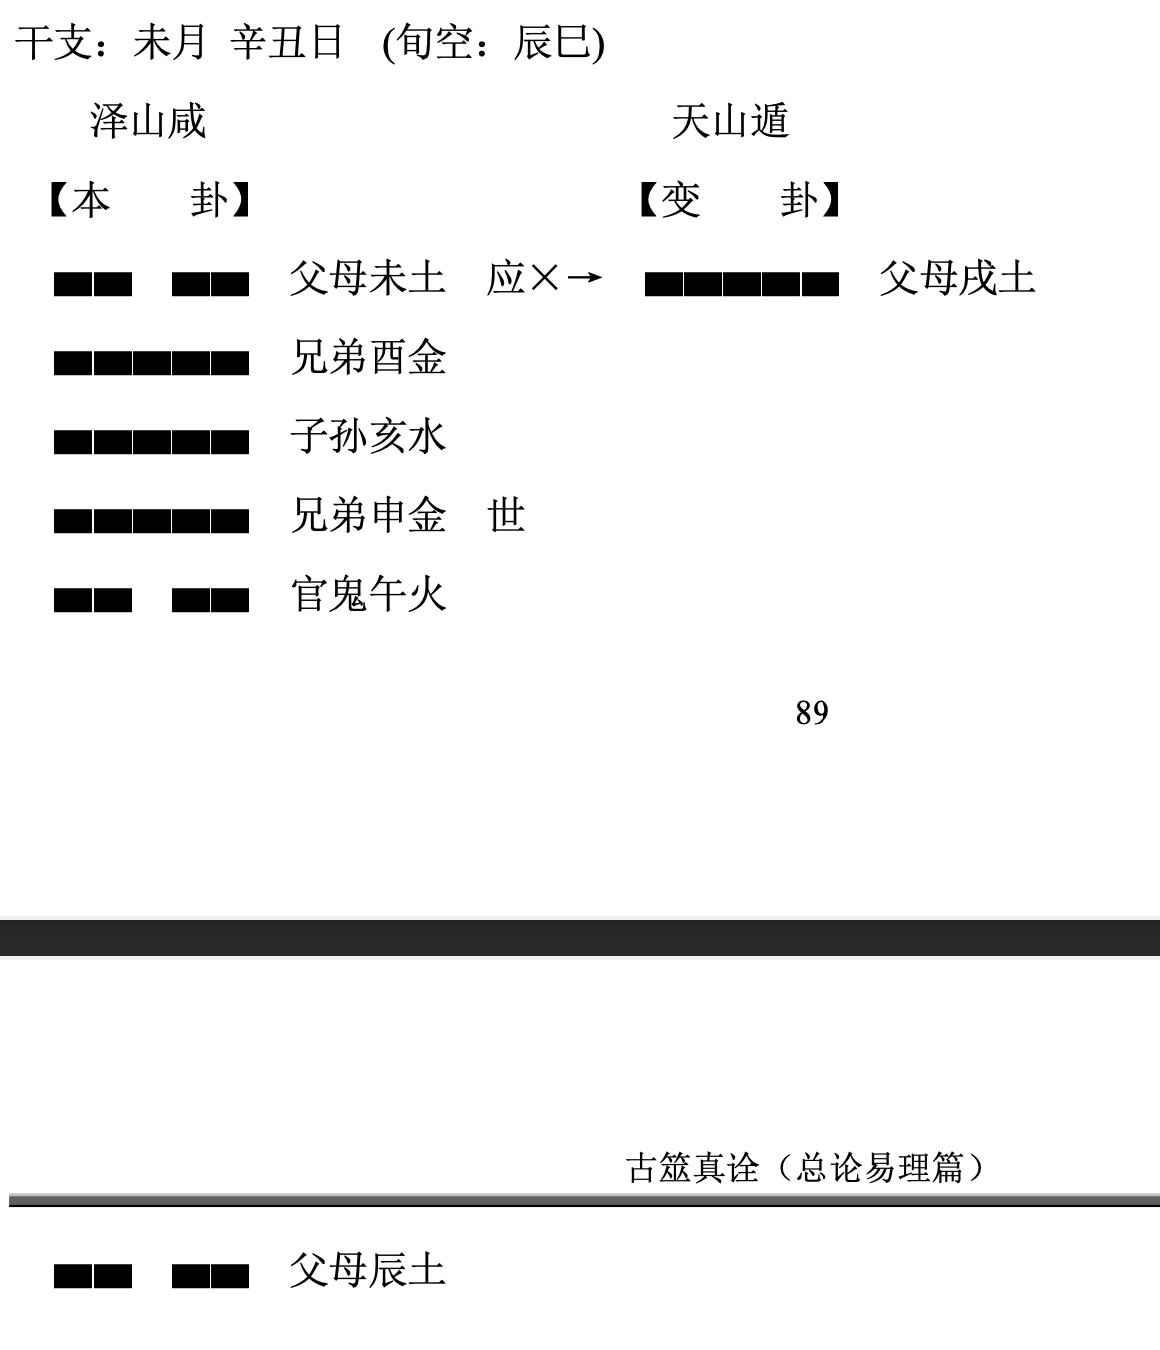 干支：未月 辛丑日 (旬空：辰巳)
泽山咸 天山遁
【本 卦】 【变 卦】
父母未土 应×→ 父母戌土
兄弟酉金
子孙亥水
兄弟申金 世
官鬼午火
89
古筮真诠（总论易理篇）
父母辰土